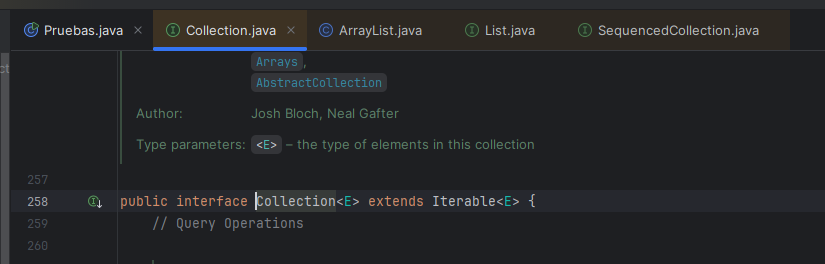 Pruebas.java Collection.java ArrayList.java List.java SequencedCollection.java
ct
Arrays,
AbstractCollection
Author: Josh Bloch, Neal Gafter
Type parameters: <E> – the type of elements in this collection
257
258 public interface Collection<E> extends Iterable<E> {
259 // Query Operations
260